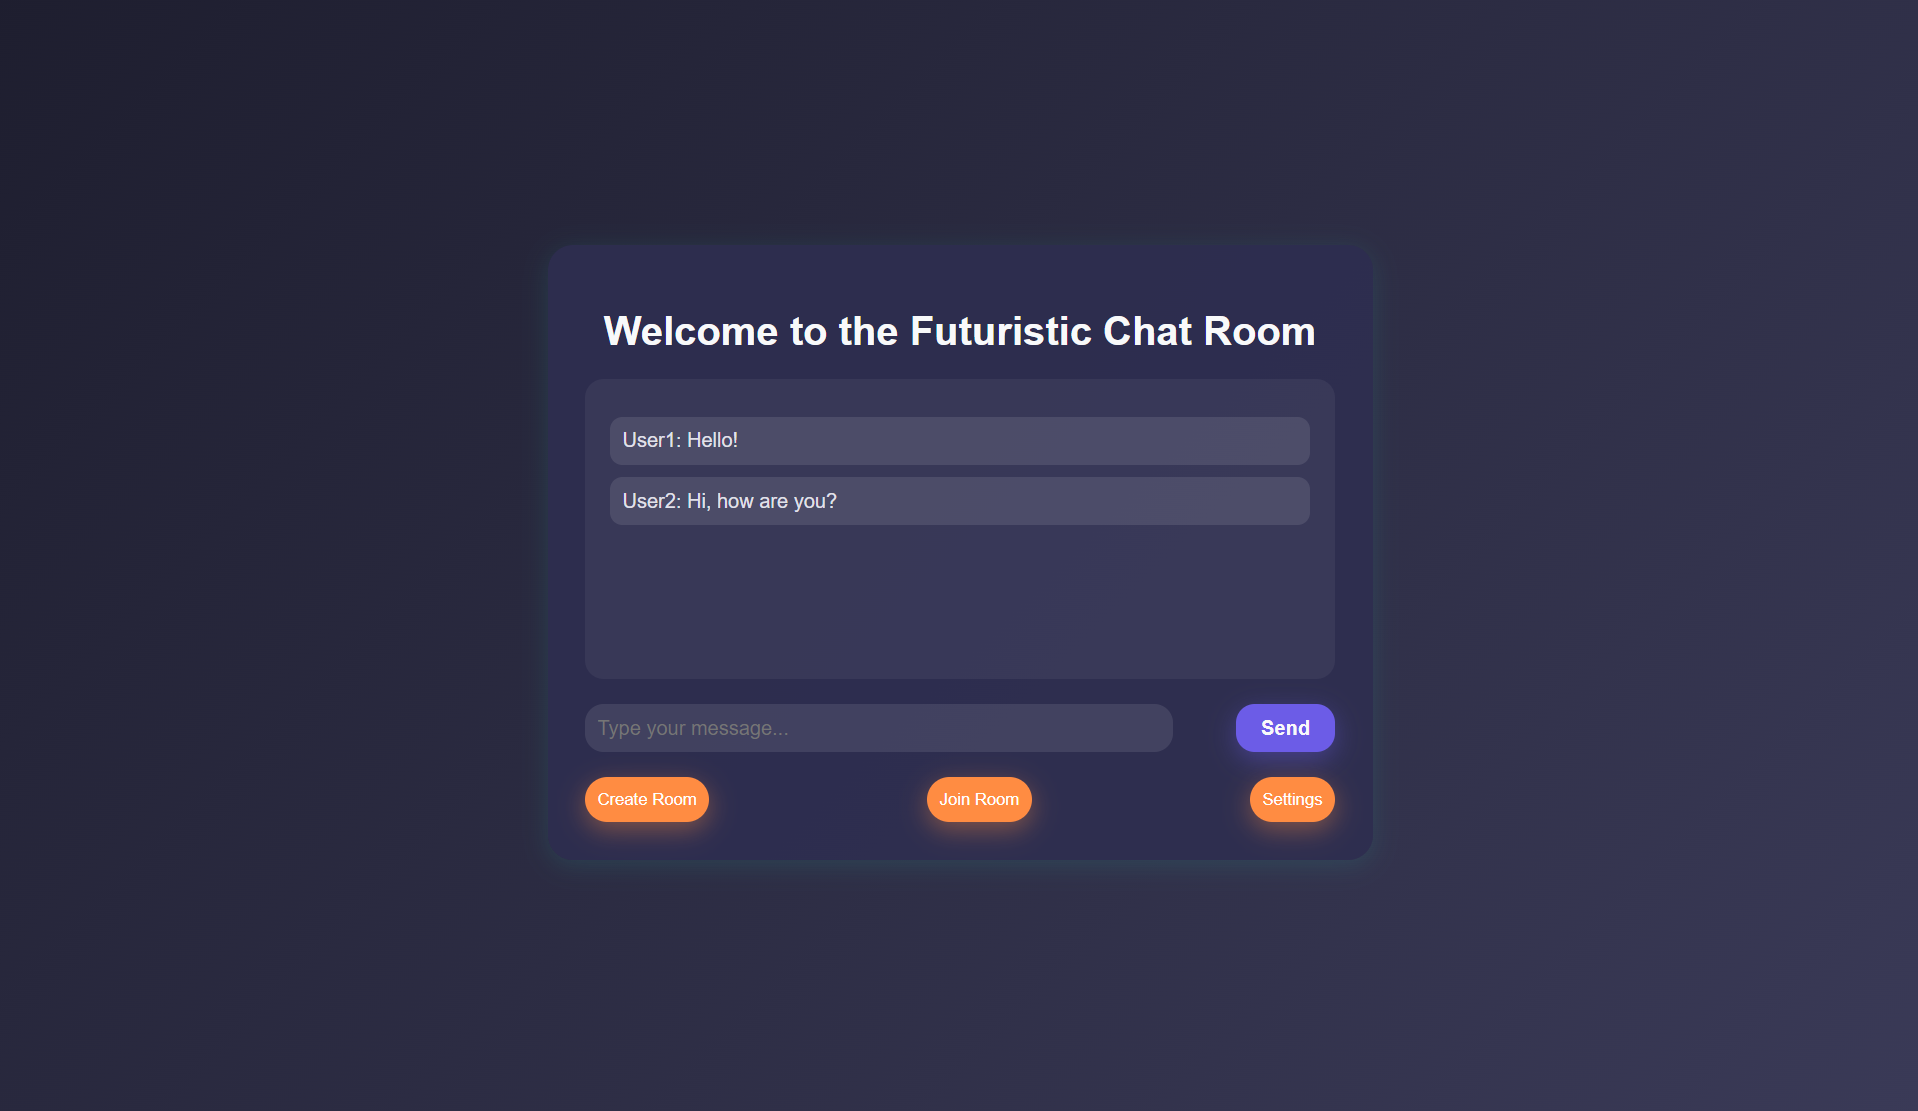 Welcome to the Futuristic Chat Room
User1: Hello!
User2: Hi, how are you?
Type your message...
Send
Create Room
Join Room
Settings